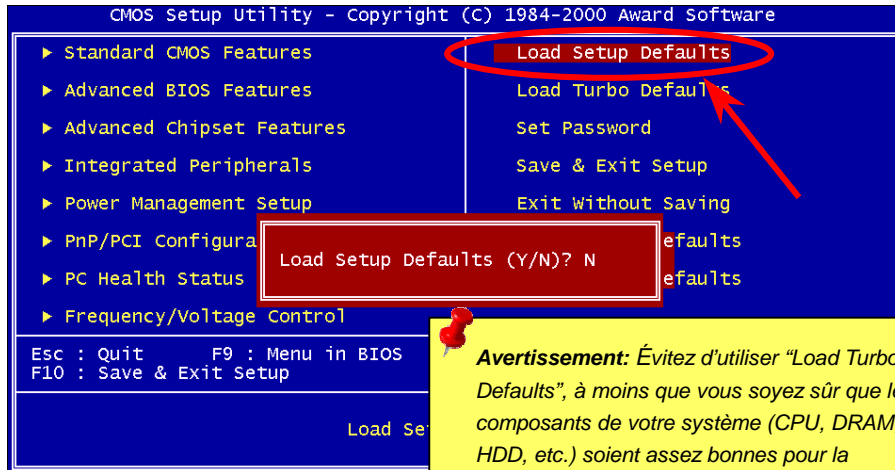 CMOS Setup Utility - Copyright (C) 1984-2000 Award Software
▶ Standard CMOS Features
▶ Advanced BIOS Features
▶ Advanced Chipset Features
▶ Integrated Peripherals
▶ Power Management Setup
▶ PnP/PCI Configura
▶ PC Health Status
▶ Frequency/Voltage Control
Load Setup Defaults
Load Turbo Defaults
Set Password
Save & Exit Setup
Exit Without Saving
efaults
efaults
Load Setup Defaults (Y/N)? N
Esc : Quit F9 : Menu in BIOS
F10 : Save & Exit Setup
Load Se
Avertissement: Évitez d’utiliser “Load Turbo
Defaults”, à moins que vous soyez sûr que le
composants de votre système (CPU, DRAM
HDD, etc.) soient assez bonnes pour la